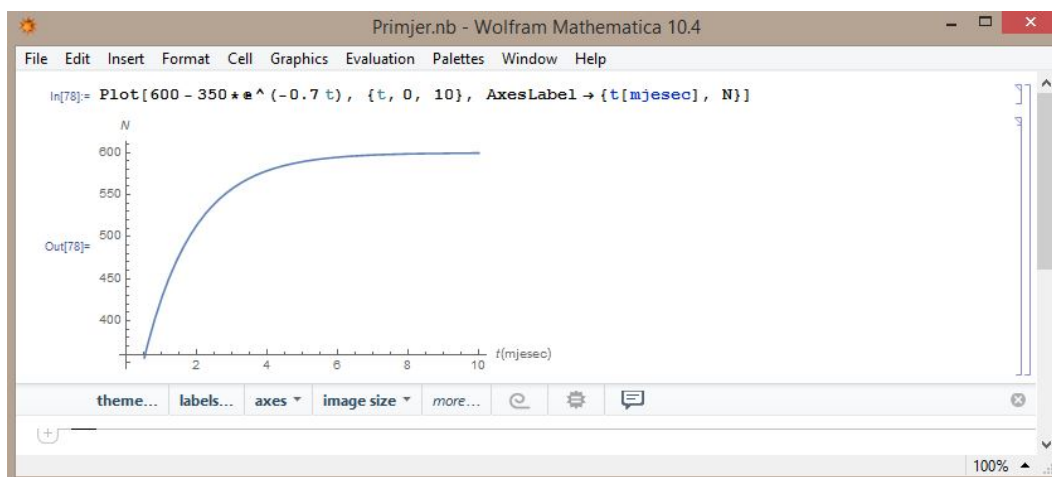 Primjer.nb - Wolfram Mathematica 10.4
File Edit Insert Format Cell Graphics Evaluation Palettes Window Help
In[78]:= Plot[600 - 350 * e ^ (-0.7 t), {t, 0, 10}, AxesLabel → {t[mjesec], N}]
N
600
550
500
Out[78]=
450
400
2 4 6 8 10 t(mjesec)
theme... labels... axes image size more...
100%